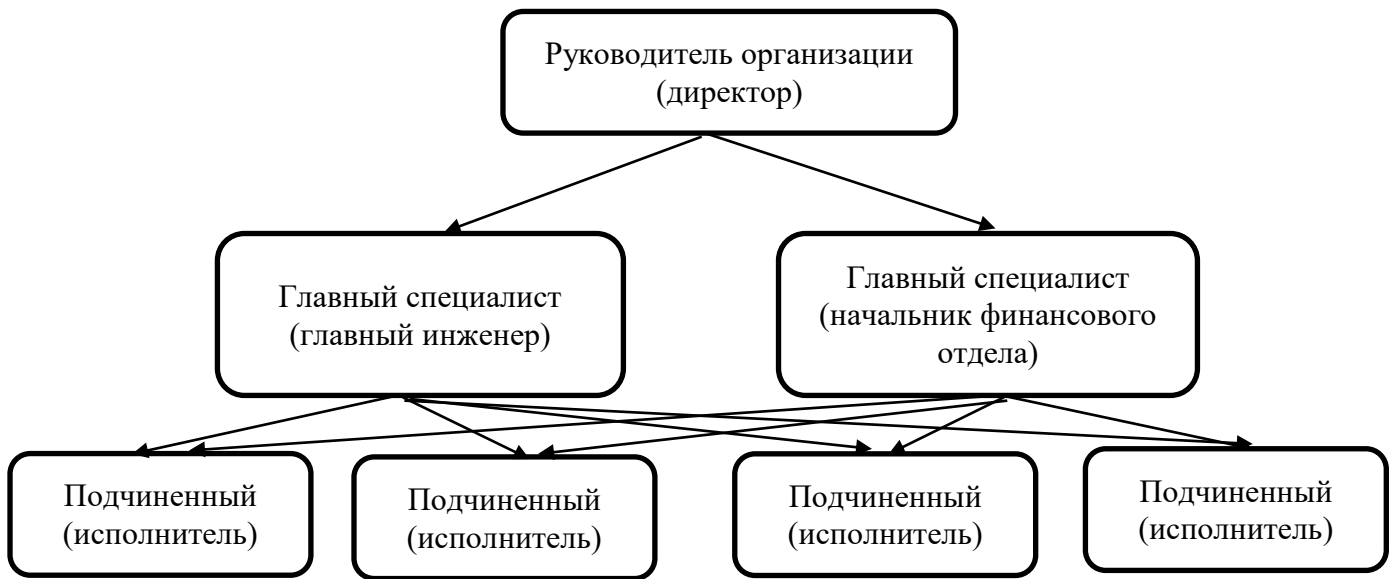 Руководитель организации
(директор)
Главный специалист
(главный инженер)
Главный специалист
(начальник финансового
отдела)
Подчиненный
(исполнитель)
Подчиненный
(исполнитель)
Подчиненный
(исполнитель)
Подчиненный
(исполнитель)